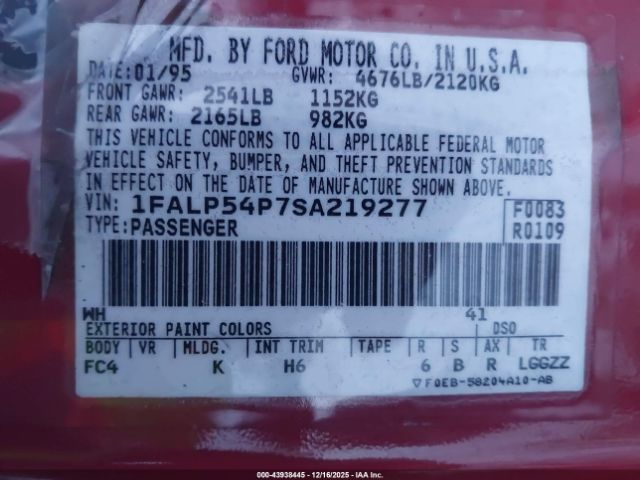 MFD. BY FORD MOTOR CO. IN U.S.A.
DATE: 01/95 GVWR: 4676LB/2120KG
FRONT GAWR: 2541LB 1152KG
REAR GAWR: 2165LB 982KG
THIS VEHICLE CONFORMS TO ALL APPLICABLE FEDERAL MOTOR
VEHICLE SAFETY, BUMPER, AND THEFT PREVENTION STANDARDS
IN EFFECT ON THE DATE OF MANUFACTURE SHOWN ABOVE.
VIN: 1FALP54P7SA219277 F0083
TYPE: PASSENGER R0109
WH 41
EXTERIOR PAINT COLORS DSO
BODY VR MLDG. INT TRIM TAPE R S AX TR
FC4 K H6 6 B R LGGZZ
▽F0EB-58204A10-AB
000-43938445 - 12/16/2025 - IAA Inc.